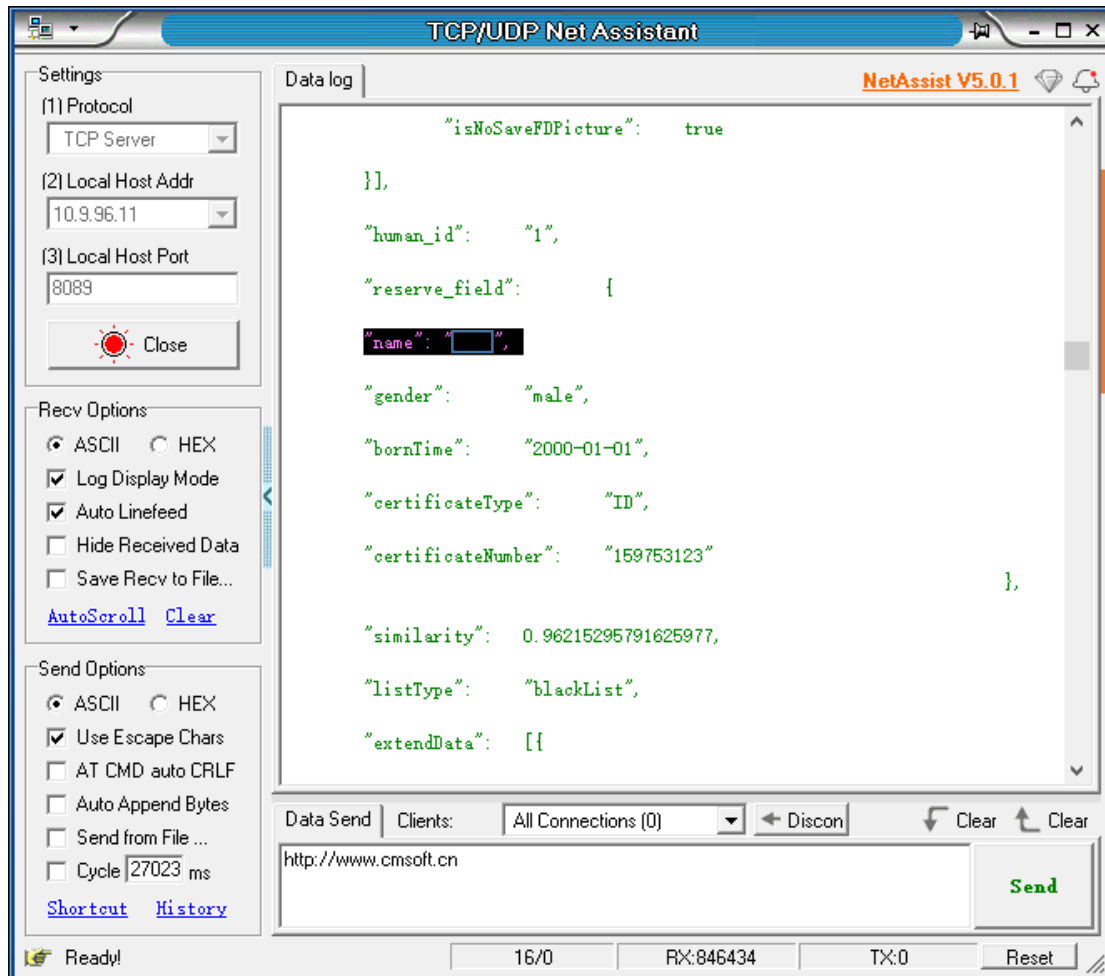 TCP/UDP Net Assistant
Settings
(1) Protocol
TCP Server
(2) Local Host Addr
10.9.96.11
(3) Local Host Port
8089
Close
Recv Options
ASCII HEX
Log Display Mode
Auto Linefeed
Hide Received Data
Save Recv to File...
AutoScroll Clear
Send Options
ASCII HEX
Use Escape Chars
AT CMD auto CRLF
Auto Append Bytes
Send from File ...
Cycle 27023 ms
Shortcut History
Data log
NetAssist V5.0.1
"isNoSaveFDPicture": true
}],
"human_id": "1",
"reserve_field": {
"name": "",
"gender": "male",
"bornTime": "2000-01-01",
"certificateType": "ID",
"certificateNumber": "159753123"
},
"similarity": 0.96215295791625977,
"listType": "blackList",
"extendData": [{
Data Send Clients: All Connections (0) Discon Clear Clear
http://www.cmsoft.cn
Send
Ready! 16/0 RX:846434 TX:0 Reset